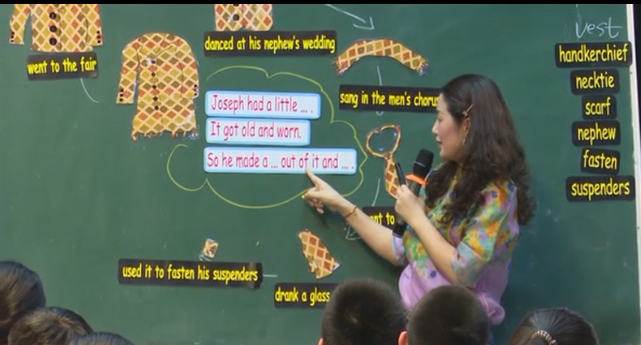 vest
danced at his nephew's wedding
went to the fair
handkerchief
necktie
scarf
nephew
fasten
suspenders
sang in the men's chorus
Joseph had a little ... .
It got old and worn.
So he made a ... out of it and ... .
to
used it to fasten his suspenders
drank a glass